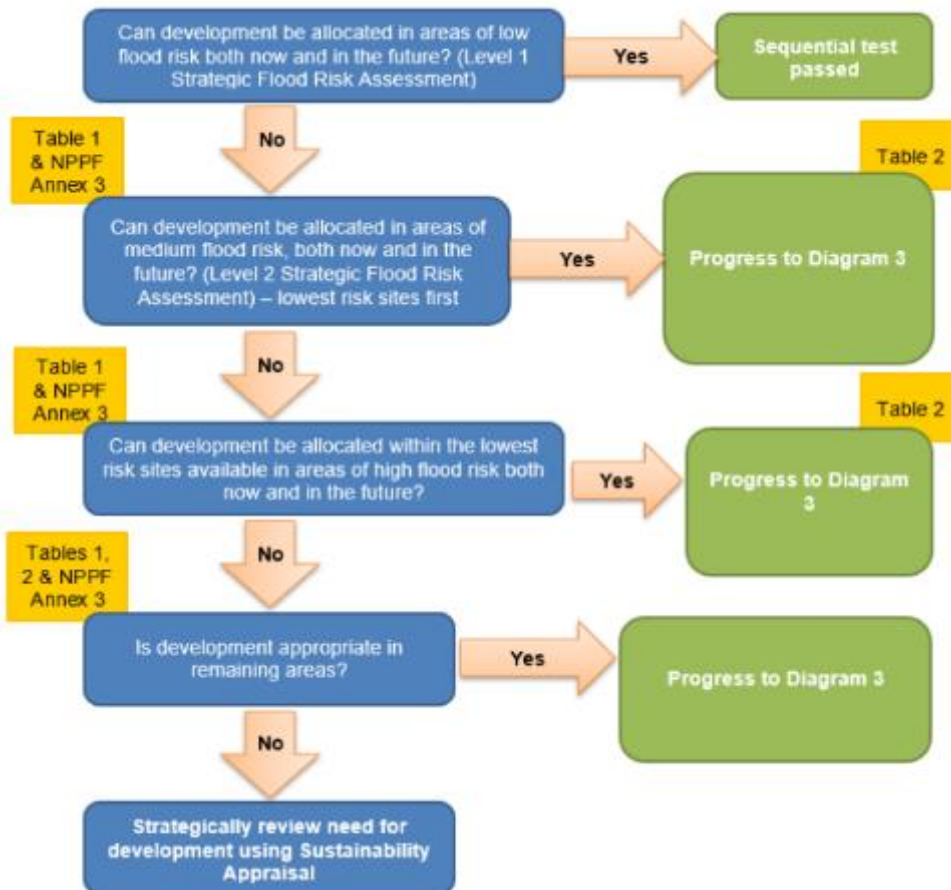 Can development be allocated in areas of low
flood risk both now and in the future? (Level 1
Strategic Flood Risk Assessment)
Yes
Sequential test
passed
No
Table 1
& NPPF
Annex 3
Table 2
Can development be allocated in areas of
medium flood risk, both now and in the
future? (Level 2 Strategic Flood Risk
Assessment) – lowest risk sites first
Yes
Progress to Diagram 3
No
Table 1
& NPPF
Annex 3
Table 2
Can development be allocated within the lowest
risk sites available in areas of high flood risk both
now and in the future?
Yes
Progress to Diagram
3
No
Tables 1,
2 & NPPF
Annex 3
Is development appropriate in
remaining areas?
Yes
Progress to Diagram 3
No
Strategically review need for
development using Sustainability
Appraisal